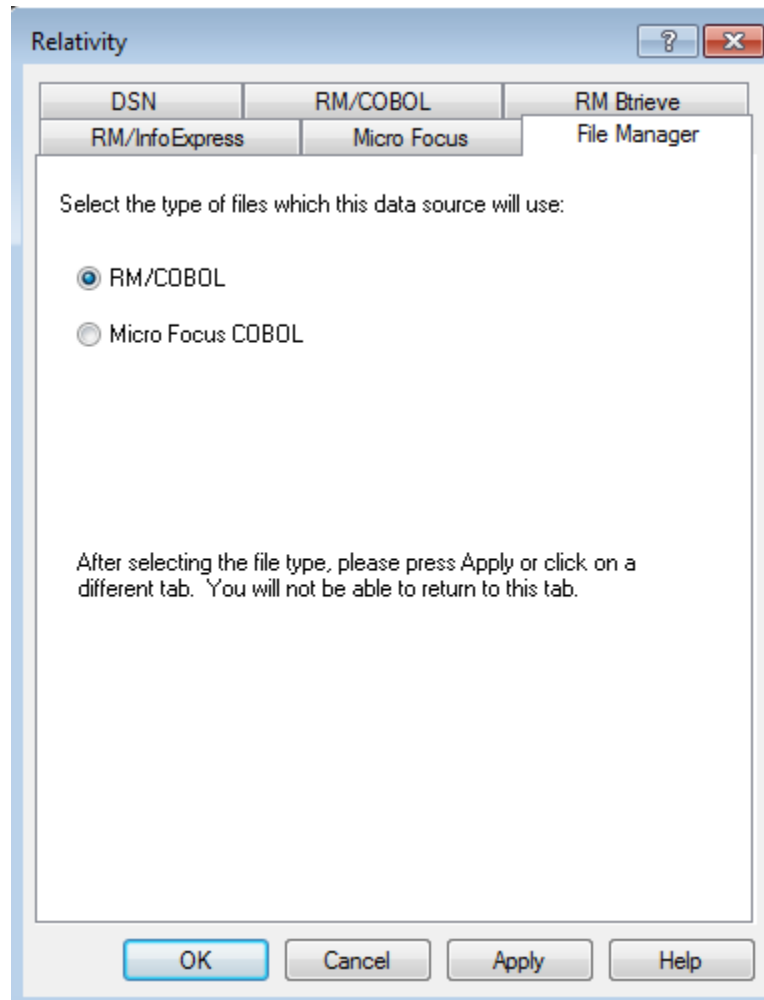 Relativity
DSN RM/COBOL RM Btrieve
RM/InfoExpress Micro Focus File Manager
Select the type of files which this data source will use:
RM/COBOL
Micro Focus COBOL
After selecting the file type, please press Apply or click on a
different tab. You will not be able to return to this tab.
OK Cancel Apply Help